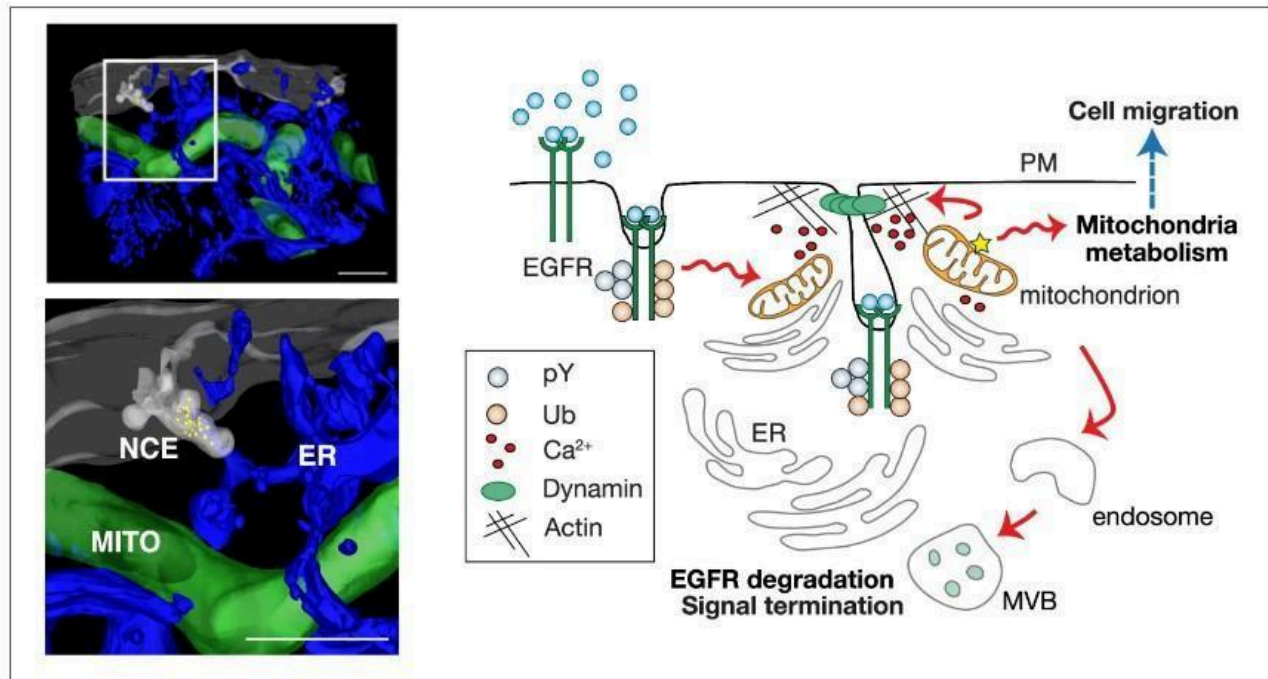 NCE
ER
MITO
Cell migration
PM
EGFR
Mitochondria
metabolism
mitochondrion
pY
Ub
Ca²⁺
Dynamin
Actin
ER
endosome
EGFR degradation
Signal termination
MVB